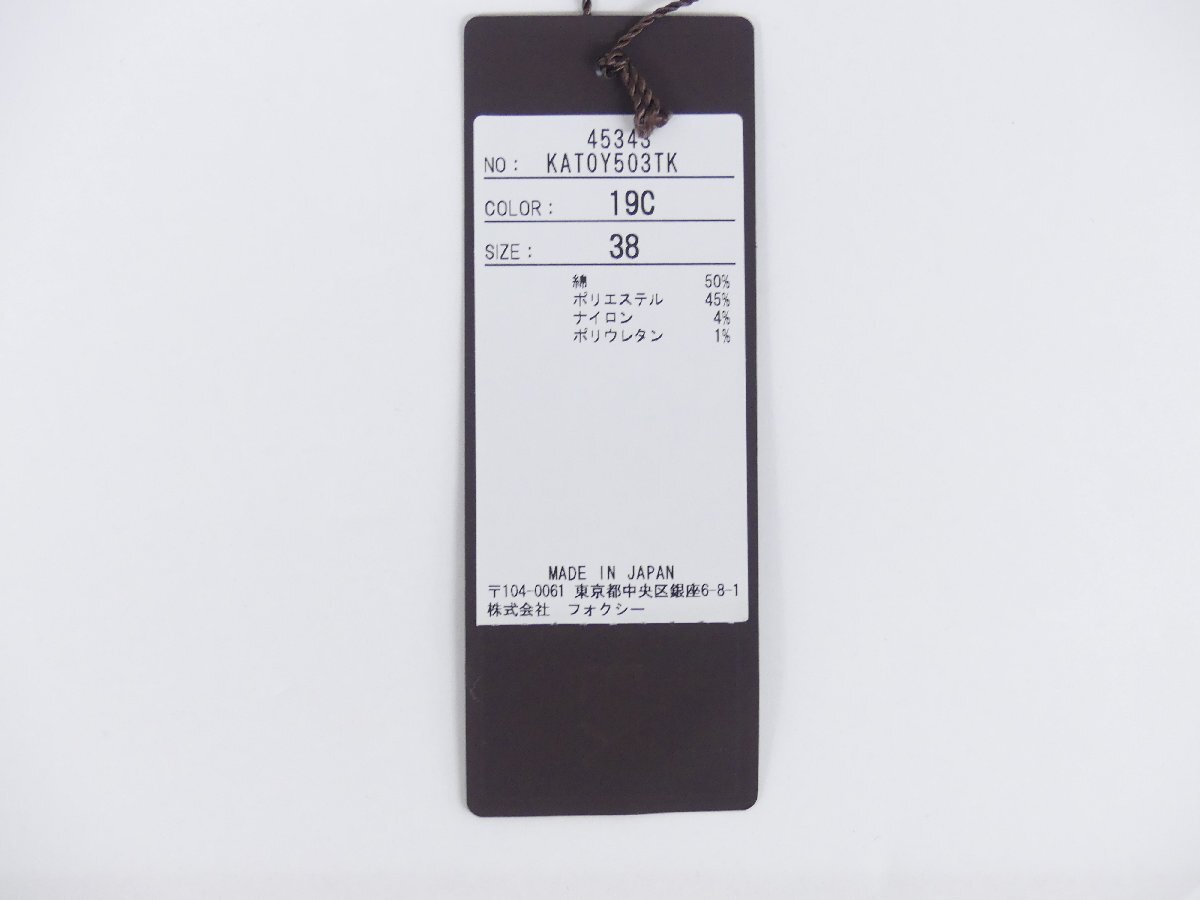 45343
NO: KAT0Y503TK
COLOR: 19C
SIZE: 38
綿 50%
ポリエステル 45%
ナイロン 4%
ポリウレタン 1%
MADE IN JAPAN
〒104-0061 東京都中央区銀座6-8-1
株式会社 フォクシー